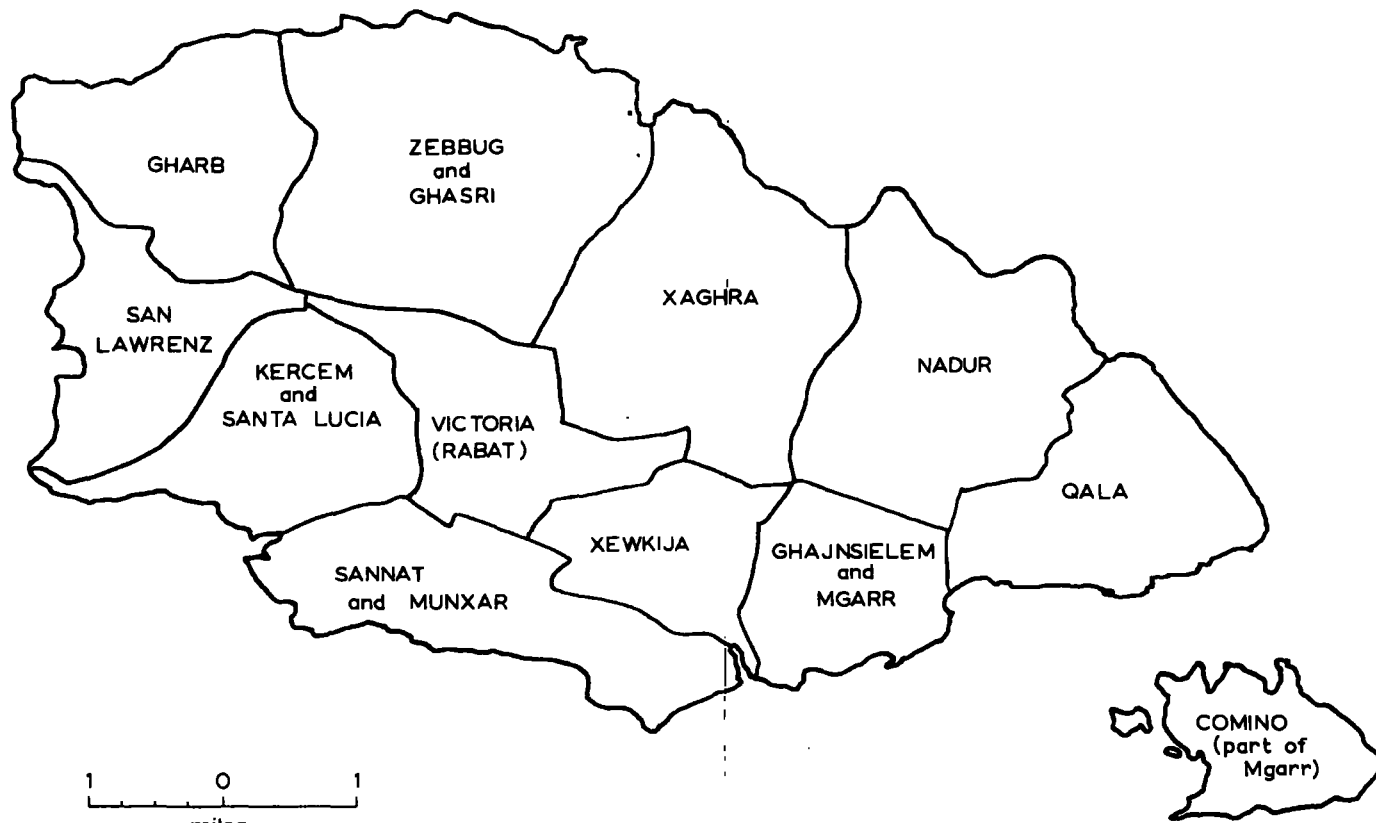 GHARB
ZEBBUG
and
GHASRI
XAGHRA
SAN
LAWRENZ
KERCEM
and
SANTA LUCIA
VICTORIA
(RABAT)
NADUR
QALA
XEWKIJA
GHAJNSIELEM
and
MGARR
SANNAT
and MUNXAR
COMINO
(part of
Mgarr)
1 0 1